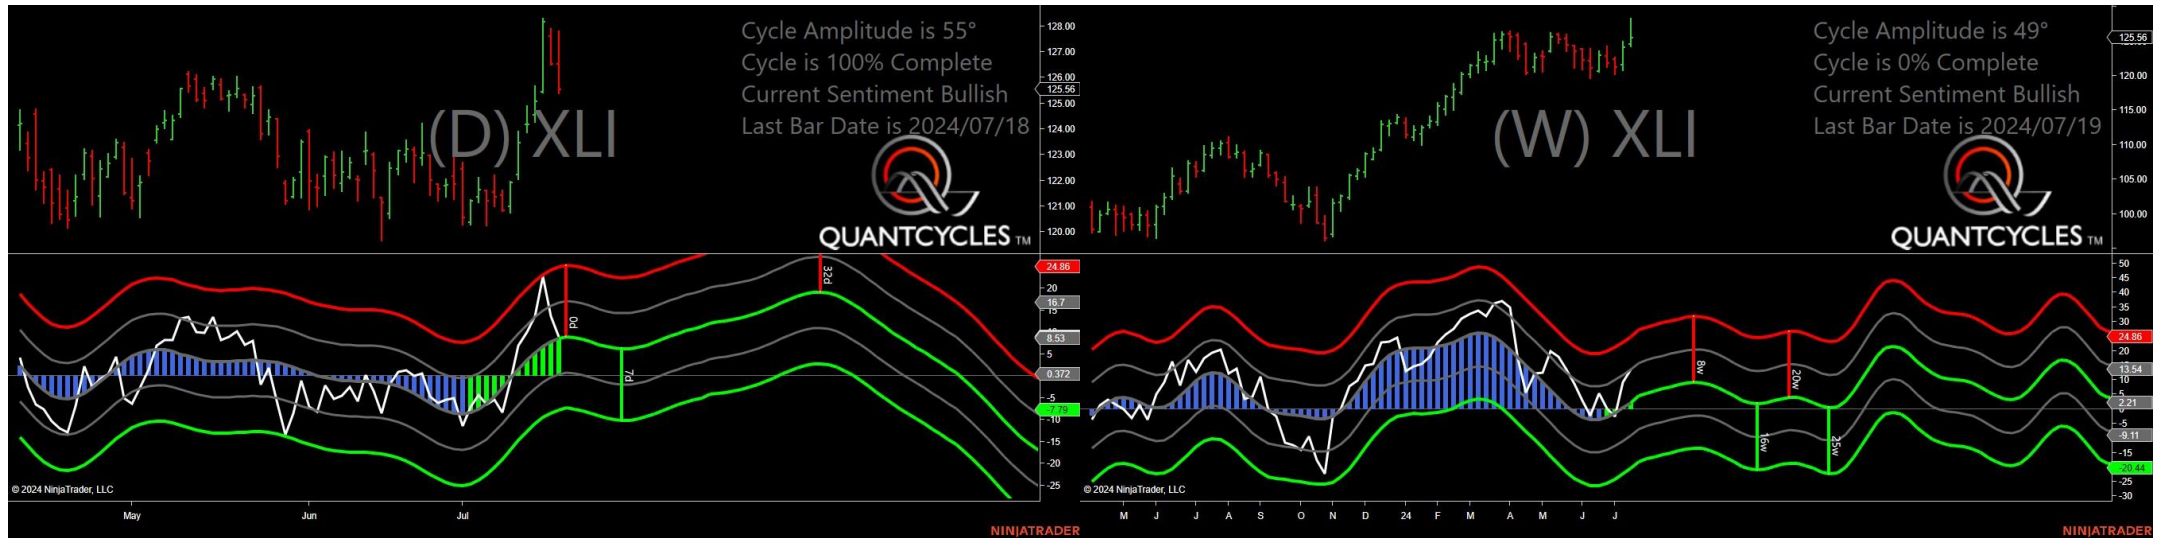 Cycle Amplitude is 55°
Cycle is 100% Complete
Current Sentiment Bullish
Last Bar Date is 2024/07/18
(D) XLI
QUANTCYCLES TM
128.00
127.00
126.00
125.56
125.00
124.00
123.00
122.00
121.00
120.00
24.86
20
16.7
15
8.53
5
0.372
-5
-7.79
-10
-15
-20
-25
0d
7d
32d
© 2024 NinjaTrader, LLC
May
Jun
Jul
NINJATRADER
Cycle Amplitude is 49°
Cycle is 0% Complete
Current Sentiment Bullish
Last Bar Date is 2024/07/19
(W) XLI
QUANTCYCLES TM
125.56
120.00
115.00
110.00
105.00
100.00
50
45
40
35
30
24.86
20
13.54
10
2.21
-5
-9.11
-15
-20.44
-25
-30
8w
16w
20w
25w
© 2024 NinjaTrader, LLC
M J J A S O N D 24 F M A M J J
NINJATRADER